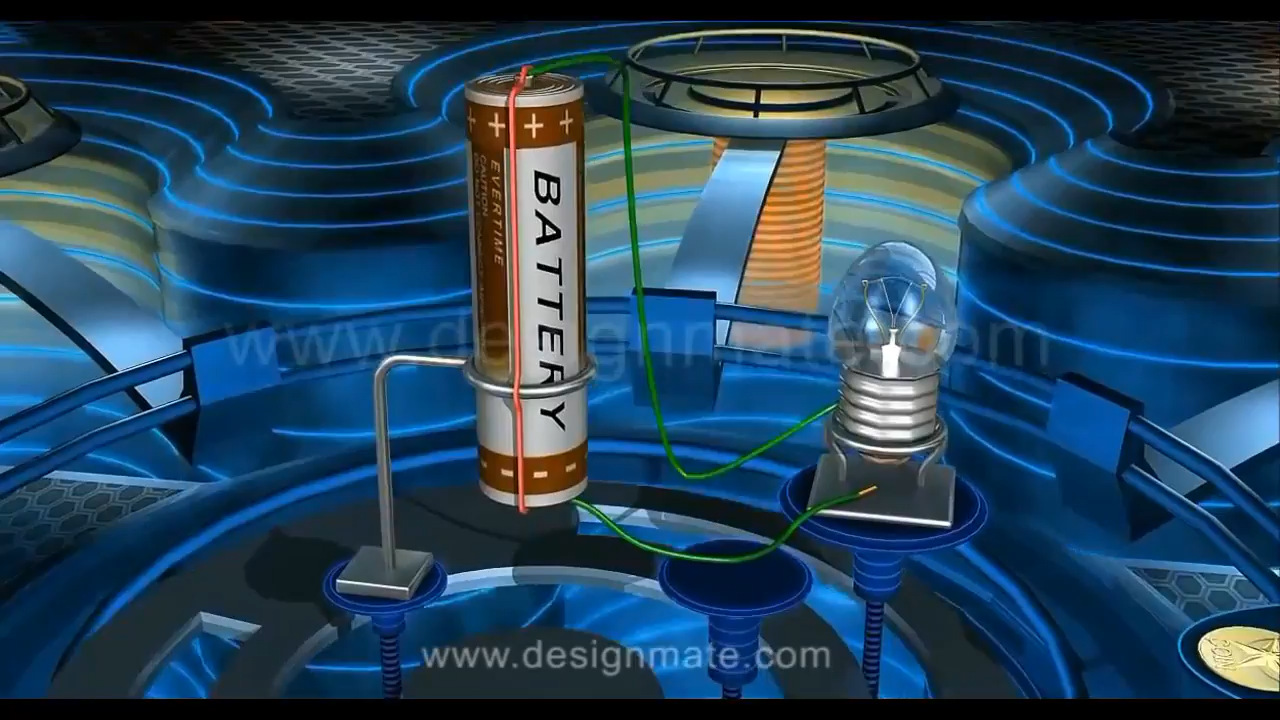 + + + +
EVERTIME
CAUTION
BATTERY
- - - -
www.designmate.com
www.designmate.com